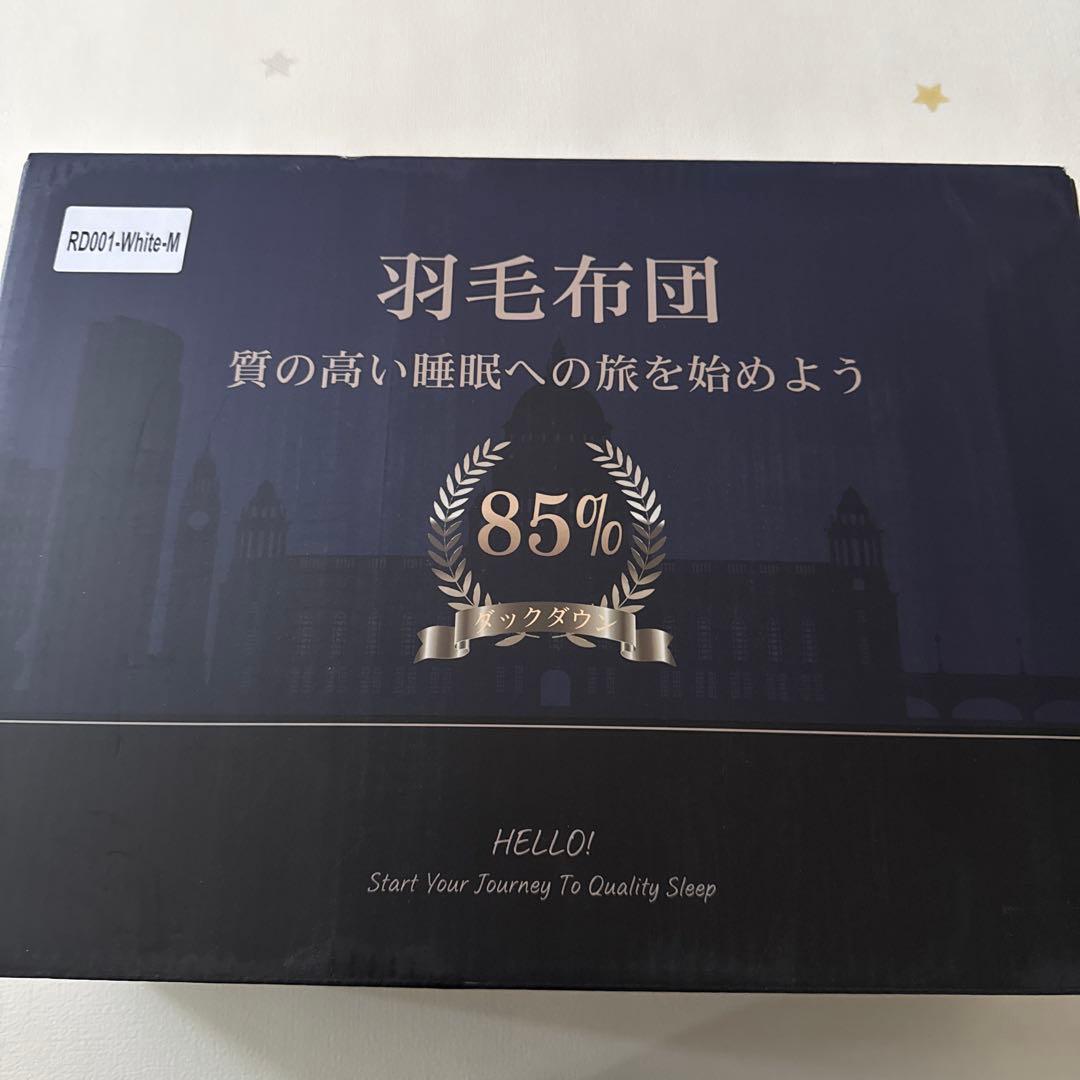 RD001-White-M
羽毛布団
質の高い睡眠への旅を始めよう
85%
ダックダウン
HELLO!
Start Your Journey To Quality Sleep